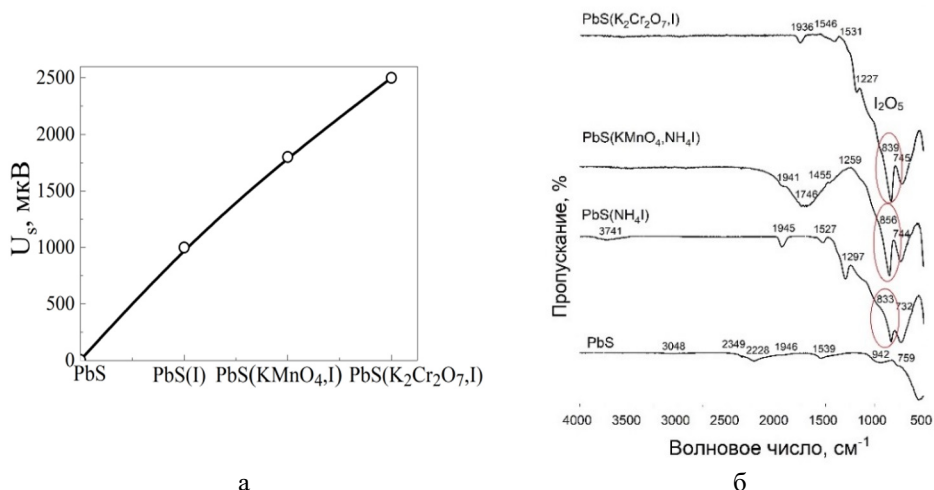 2500
2000
1500
1000
500
0
U_s, мкВ
PbS PbS(I) PbS(KMnO₄,I) PbS(K₂Cr₂O₇,I)
а
PbS(K₂Cr₂O₇,I)
1936 1546 1531
1227
I₂O₅
839 745
PbS(KMnO₄,NH₄I)
1941 1746 1455 1259
856 744
PbS(NH₄I)
3741 1945 1527 1297
833 732
PbS
3048 2349 2228 1946 1539 942 759
Пропускание, %
4000 3500 3000 2500 2000 1500 1000 500
Волновое число, см⁻¹
б